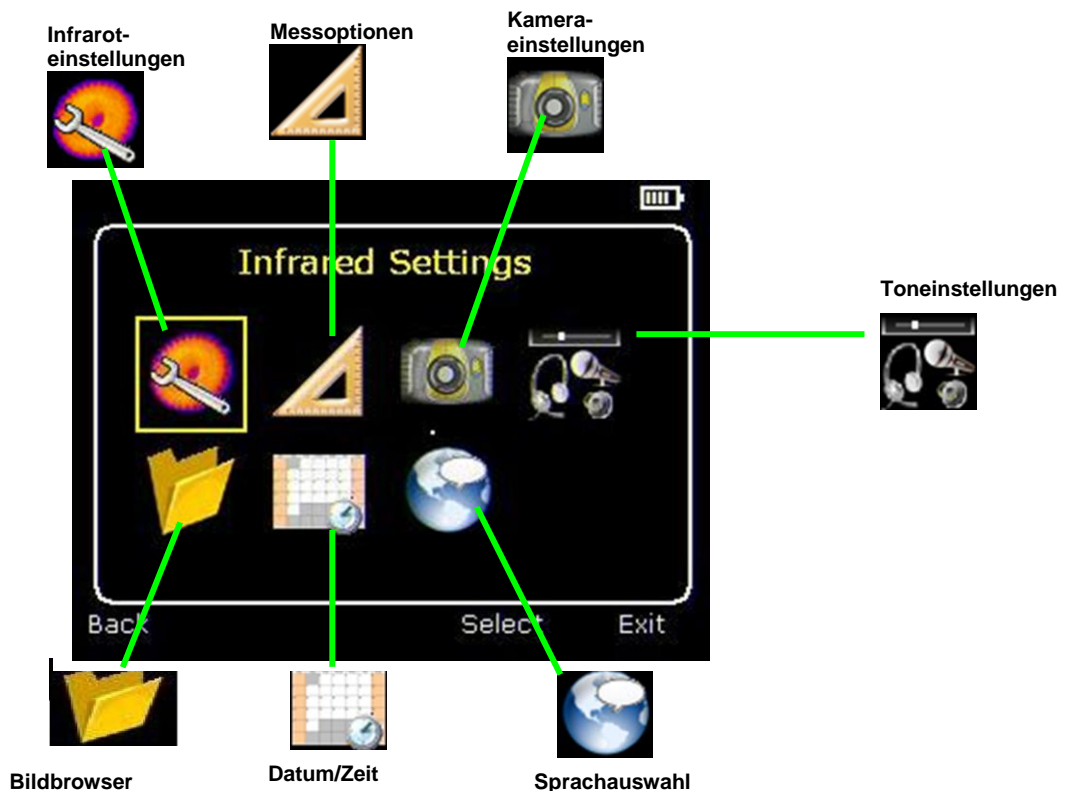 Infrarot-
einstellungen
Messoptionen
Kamera-
einstellungen
Infrared Settings
Toneinstellungen
Back
Select
Exit
Bildbrowser
Datum/Zeit
Sprachauswahl